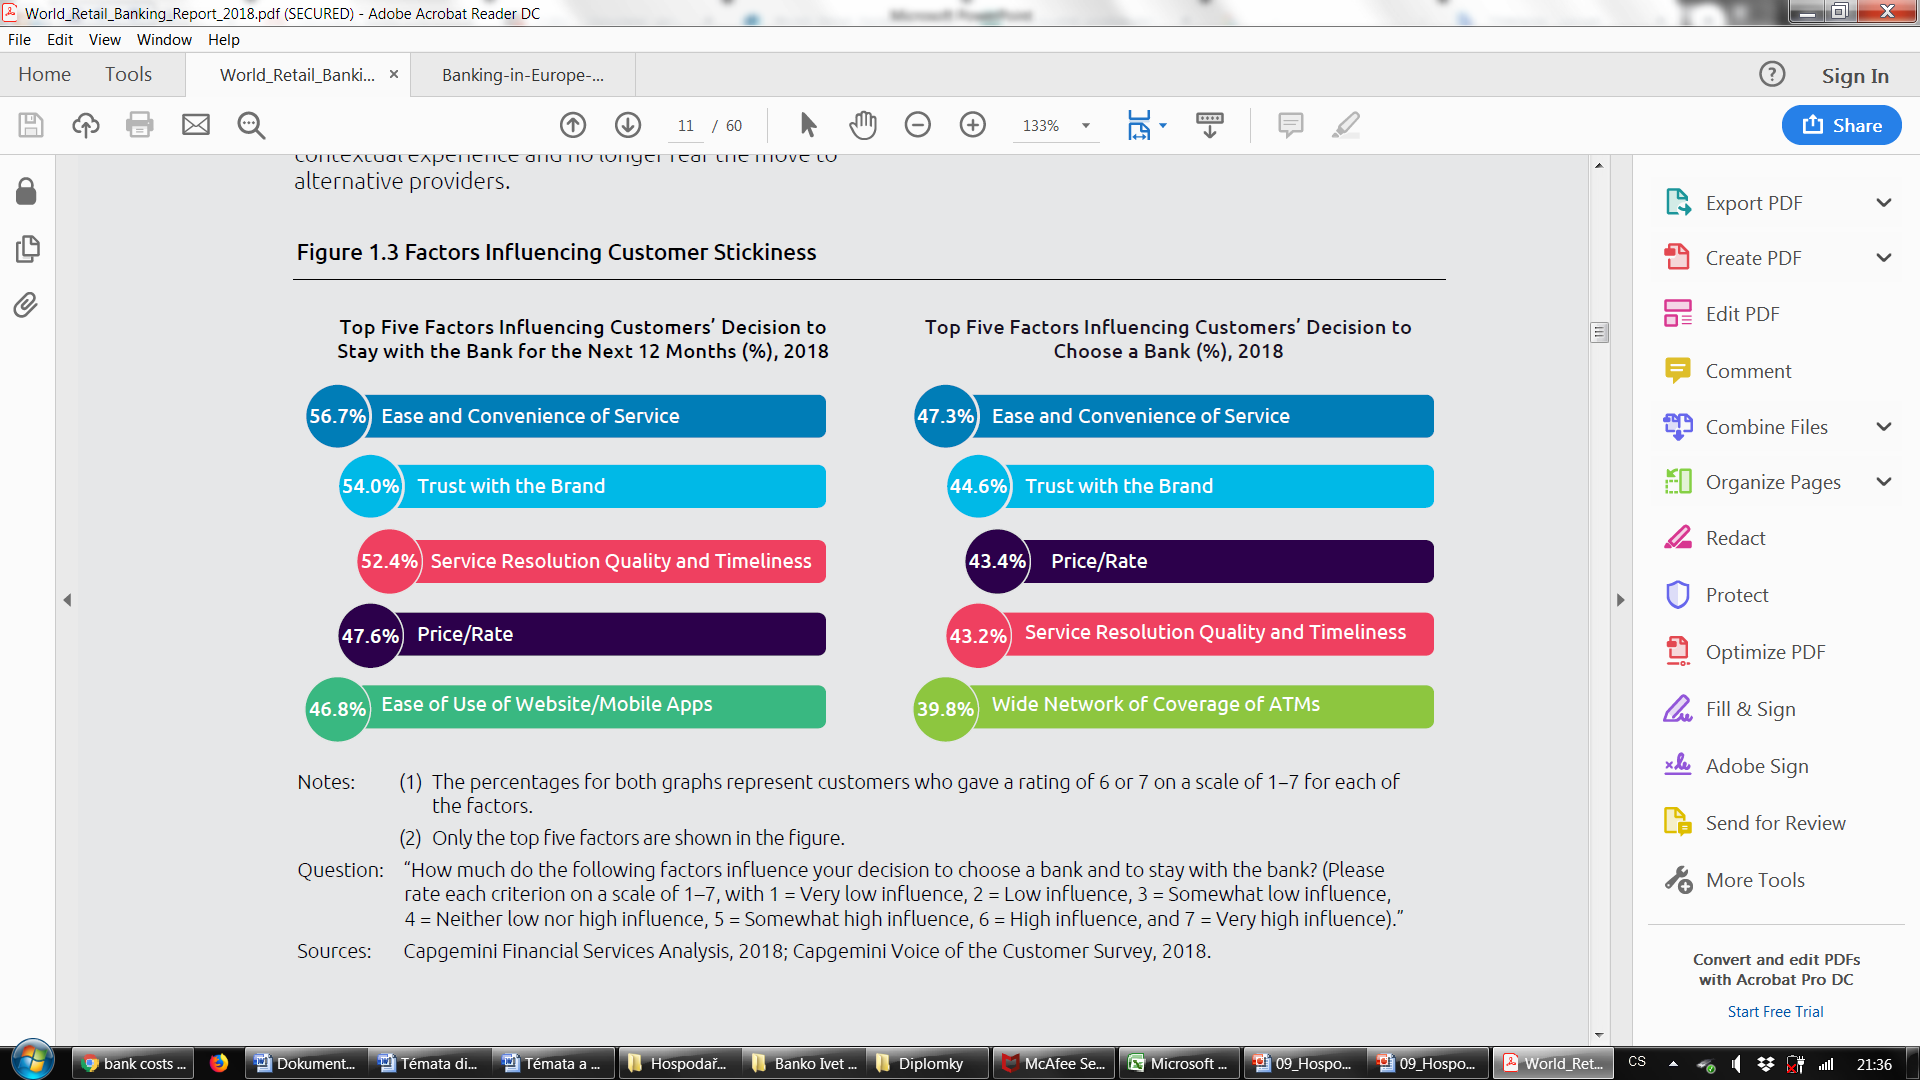 World_Retail_Banking_Report_2018.pdf (SECURED) - Adobe Acrobat Reader DC
File Edit View Window Help
Home Tools World_Retail_Banki... × Banking-in-Europe-... Sign In
11 / 60 133% Share
alternative providers.
Figure 1.3 Factors Influencing Customer Stickiness
Top Five Factors Influencing Customers’ Decision to
Stay with the Bank for the Next 12 Months (%), 2018
56.7% Ease and Convenience of Service
54.0% Trust with the Brand
52.4% Service Resolution Quality and Timeliness
47.6% Price/Rate
46.8% Ease of Use of Website/Mobile Apps
Top Five Factors Influencing Customers’ Decision to
Choose a Bank (%), 2018
47.3% Ease and Convenience of Service
44.6% Trust with the Brand
43.4% Price/Rate
43.2% Service Resolution Quality and Timeliness
39.8% Wide Network of Coverage of ATMs
Notes: (1) The percentages for both graphs represent customers who gave a rating of 6 or 7 on a scale of 1–7 for each of
the factors.
(2) Only the top five factors are shown in the figure.
Question: “How much do the following factors influence your decision to choose a bank and to stay with the bank? (Please
rate each criterion on a scale of 1–7, with 1 = Very low influence, 2 = Low influence, 3 = Somewhat low influence,
4 = Neither low nor high influence, 5 = Somewhat high influence, 6 = High influence, and 7 = Very high influence).”
Sources: Capgemini Financial Services Analysis, 2018; Capgemini Voice of the Customer Survey, 2018.
Export PDF
Create PDF
Edit PDF
Comment
Combine Files
Organize Pages
Redact
Protect
Optimize PDF
Fill & Sign
Adobe Sign
Send for Review
More Tools
Convert and edit PDFs
with Acrobat Pro DC
Start Free Trial
bank costs ... Dokument... Témata di... Témata a ... Hospodař... Banko Ivet ... Diplomky McAfee Se... Microsoft ... 09_Hospo... 09_Hospo... World_Ret... CS 21:36